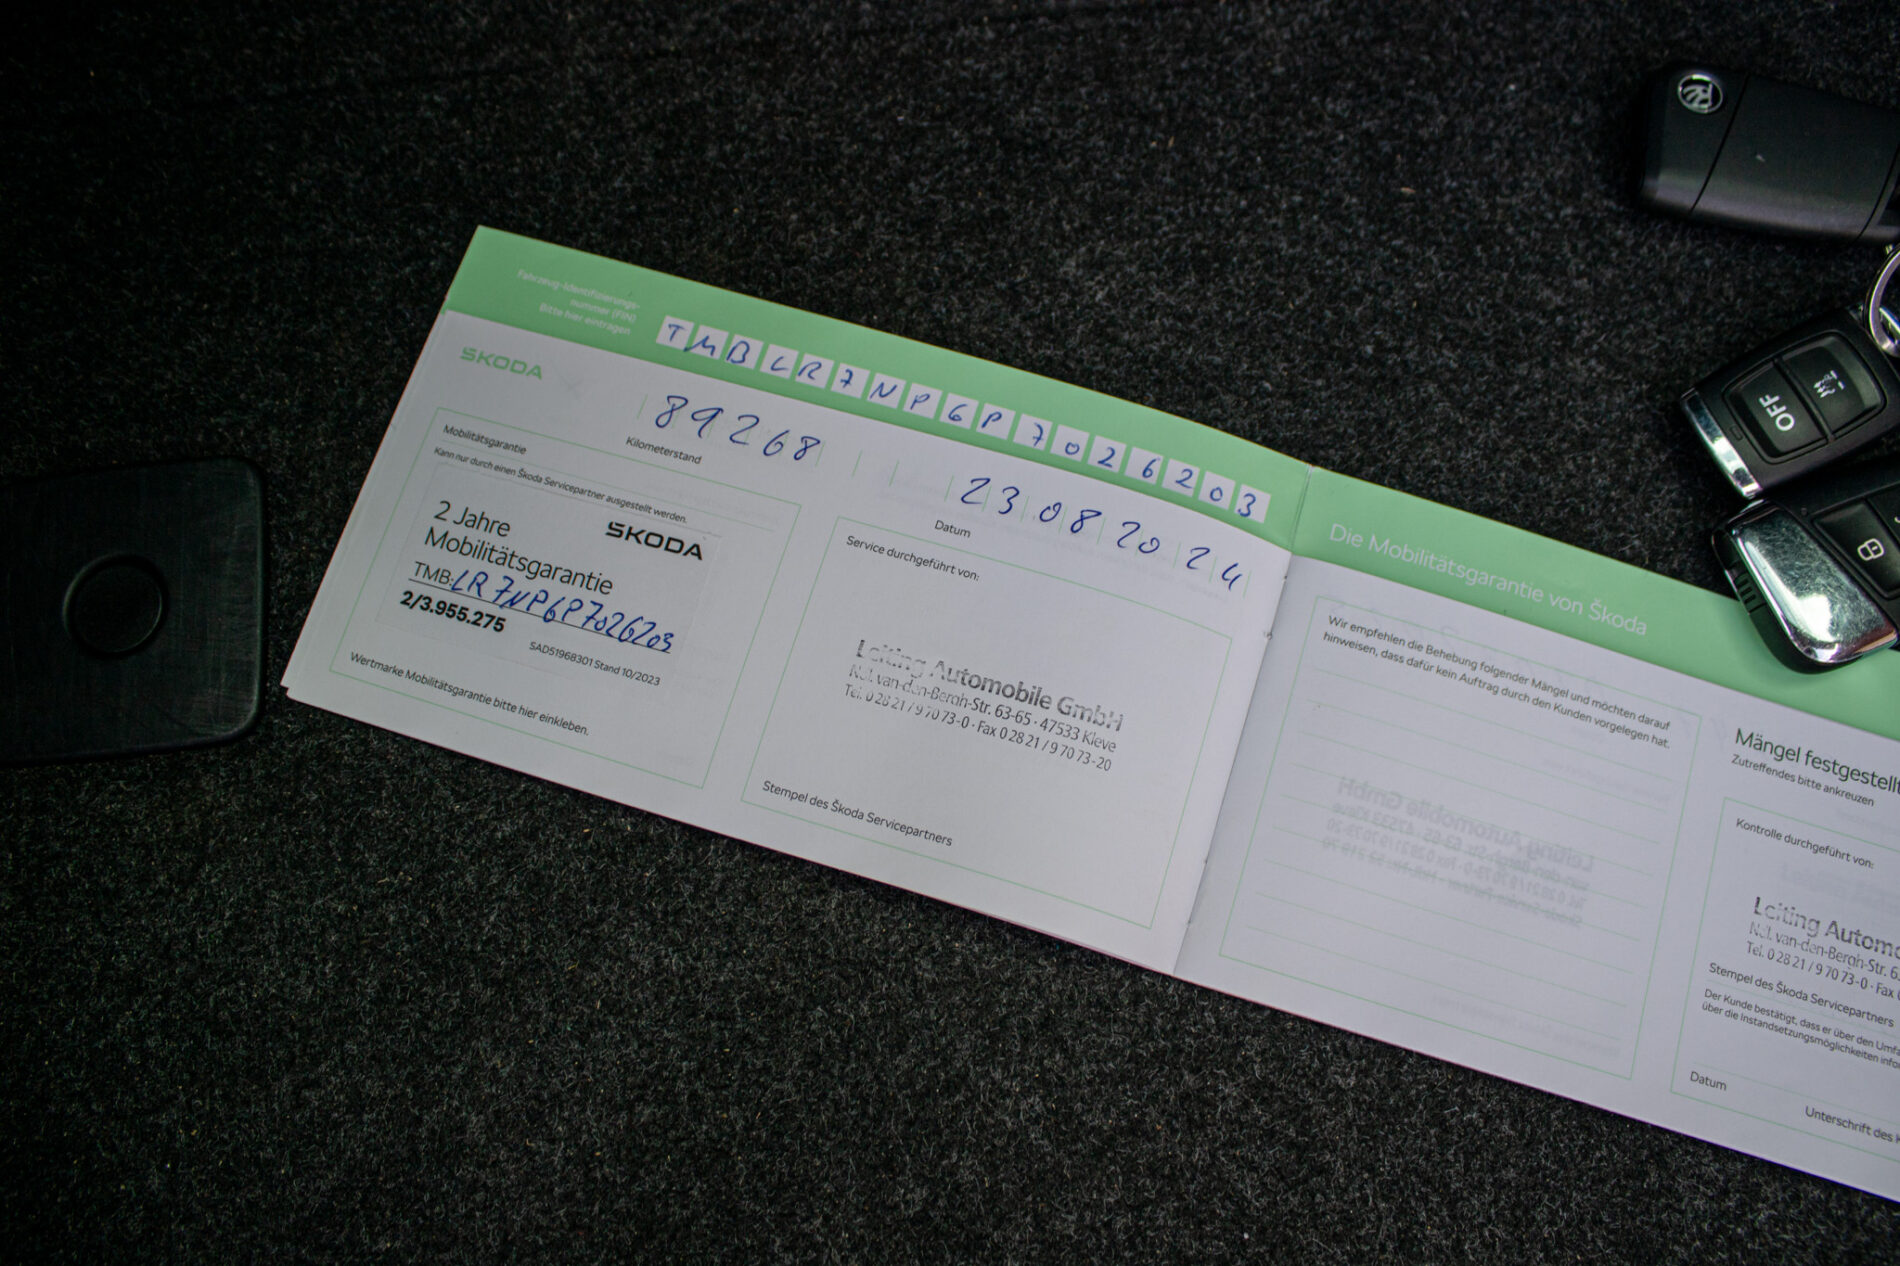 Fahrzeug-Identifizierungs-
nummer (FIN)
Bitte hier eintragen
TMBLR7NP6P7026203
ŠKODA
89268
Kilometerstand
23 08 2024
Datum
Mobilitätsgarantie
Kann nur durch einen Škoda Servicepartner ausgestellt werden.
2 Jahre
Mobilitätsgarantie
ŠKODA
TMB: LR7NP6P7026203
2/3.955.275
SAD51968301 Stand 10/2023
Wertmarke Mobilitätsgarantie bitte hier einkleben.
Service durchgeführt von:
Leiting Automobile GmbH
Ndl. van-den-Bergh-Str. 63-65 · 47533 Kleve
Tel. 0 28 21 / 9 70 73-0 · Fax 0 28 21 / 9 70 73-20
Stempel des Škoda Servicepartners
Die Mobilitätsgarantie von Škoda
Wir empfehlen die Behebung folgender Mängel und möchten darauf
hinweisen, dass dafür kein Auftrag durch den Kunden vorgelegen hat.
Mängel festgestellt
Zutreffendes bitte ankreuzen
Kontrolle durchgeführt von:
Leiting Automo
Ndl. van-den-Bergh-Str. 6
Tel. 0 28 21 / 9 70 73-0 · Fax
Stempel des Škoda Servicepartners
Der Kunde bestätigt, dass er über den Umfa
über die Instandsetzungsmöglichkeiten infor
Datum
Unterschrift des
OFF